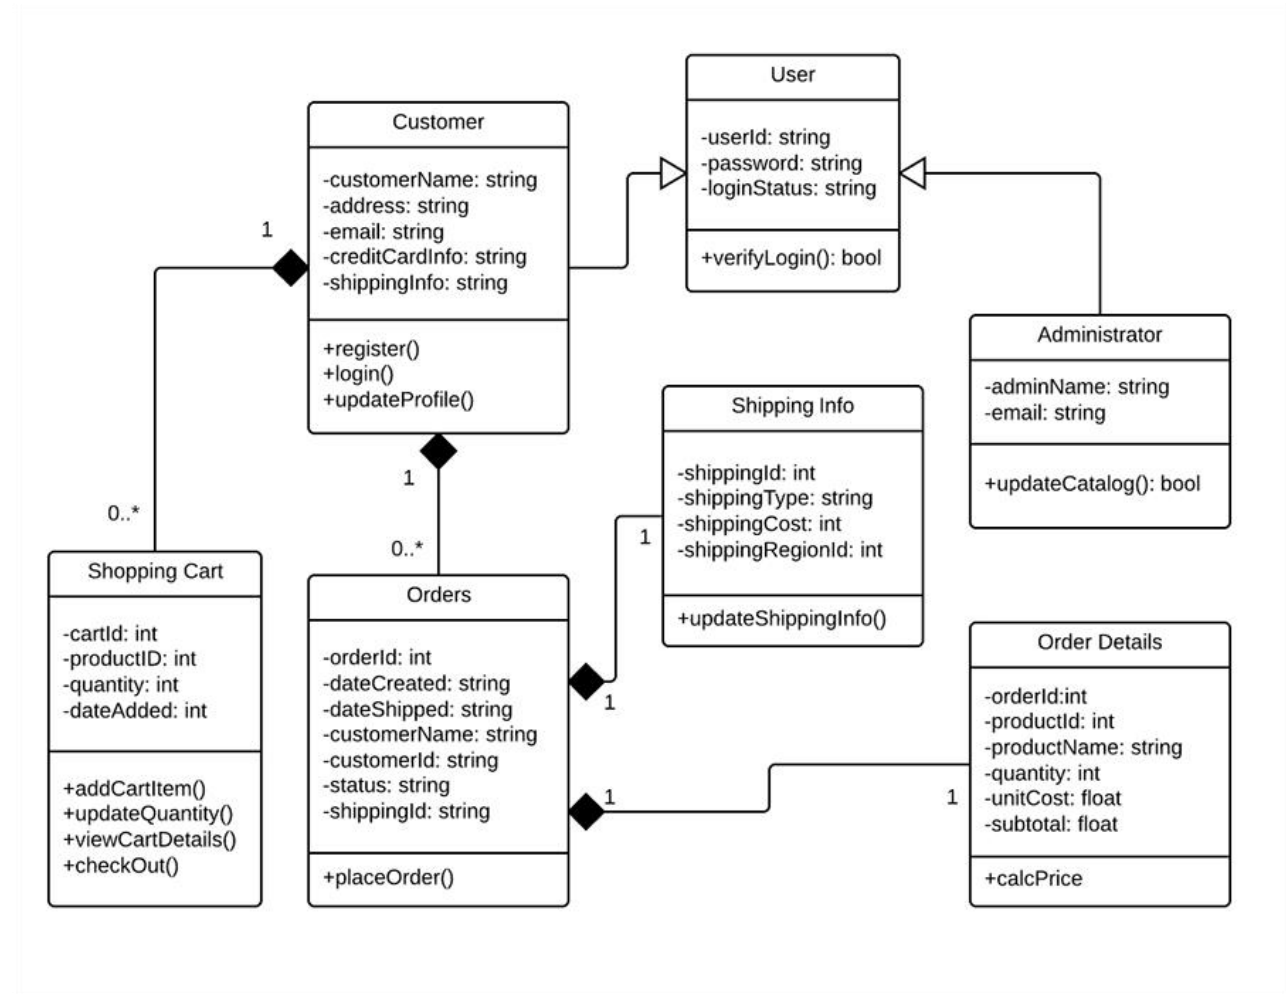 User
-userId: string
-password: string
-loginStatus: string
+verifyLogin(): bool
Customer
-customerName: string
-address: string
-email: string
-creditCardInfo: string
-shippingInfo: string
+register()
+login()
+updateProfile()
1
0..*
1
0..*
Administrator
-adminName: string
-email: string
+updateCatalog(): bool
Shipping Info
-shippingId: int
-shippingType: string
-shippingCost: int
-shippingRegionId: int
+updateShippingInfo()
1
1
Shopping Cart
-cartId: int
-productID: int
-quantity: int
-dateAdded: int
+addCartItem()
+updateQuantity()
+viewCartDetails()
+checkOut()
Orders
-orderId: int
-dateCreated: string
-dateShipped: string
-customerName: string
-customerId: string
-status: string
-shippingId: string
+placeOrder()
1
1
Order Details
-orderId:int
-productId: int
-productName: string
-quantity: int
-unitCost: float
-subtotal: float
+calcPrice